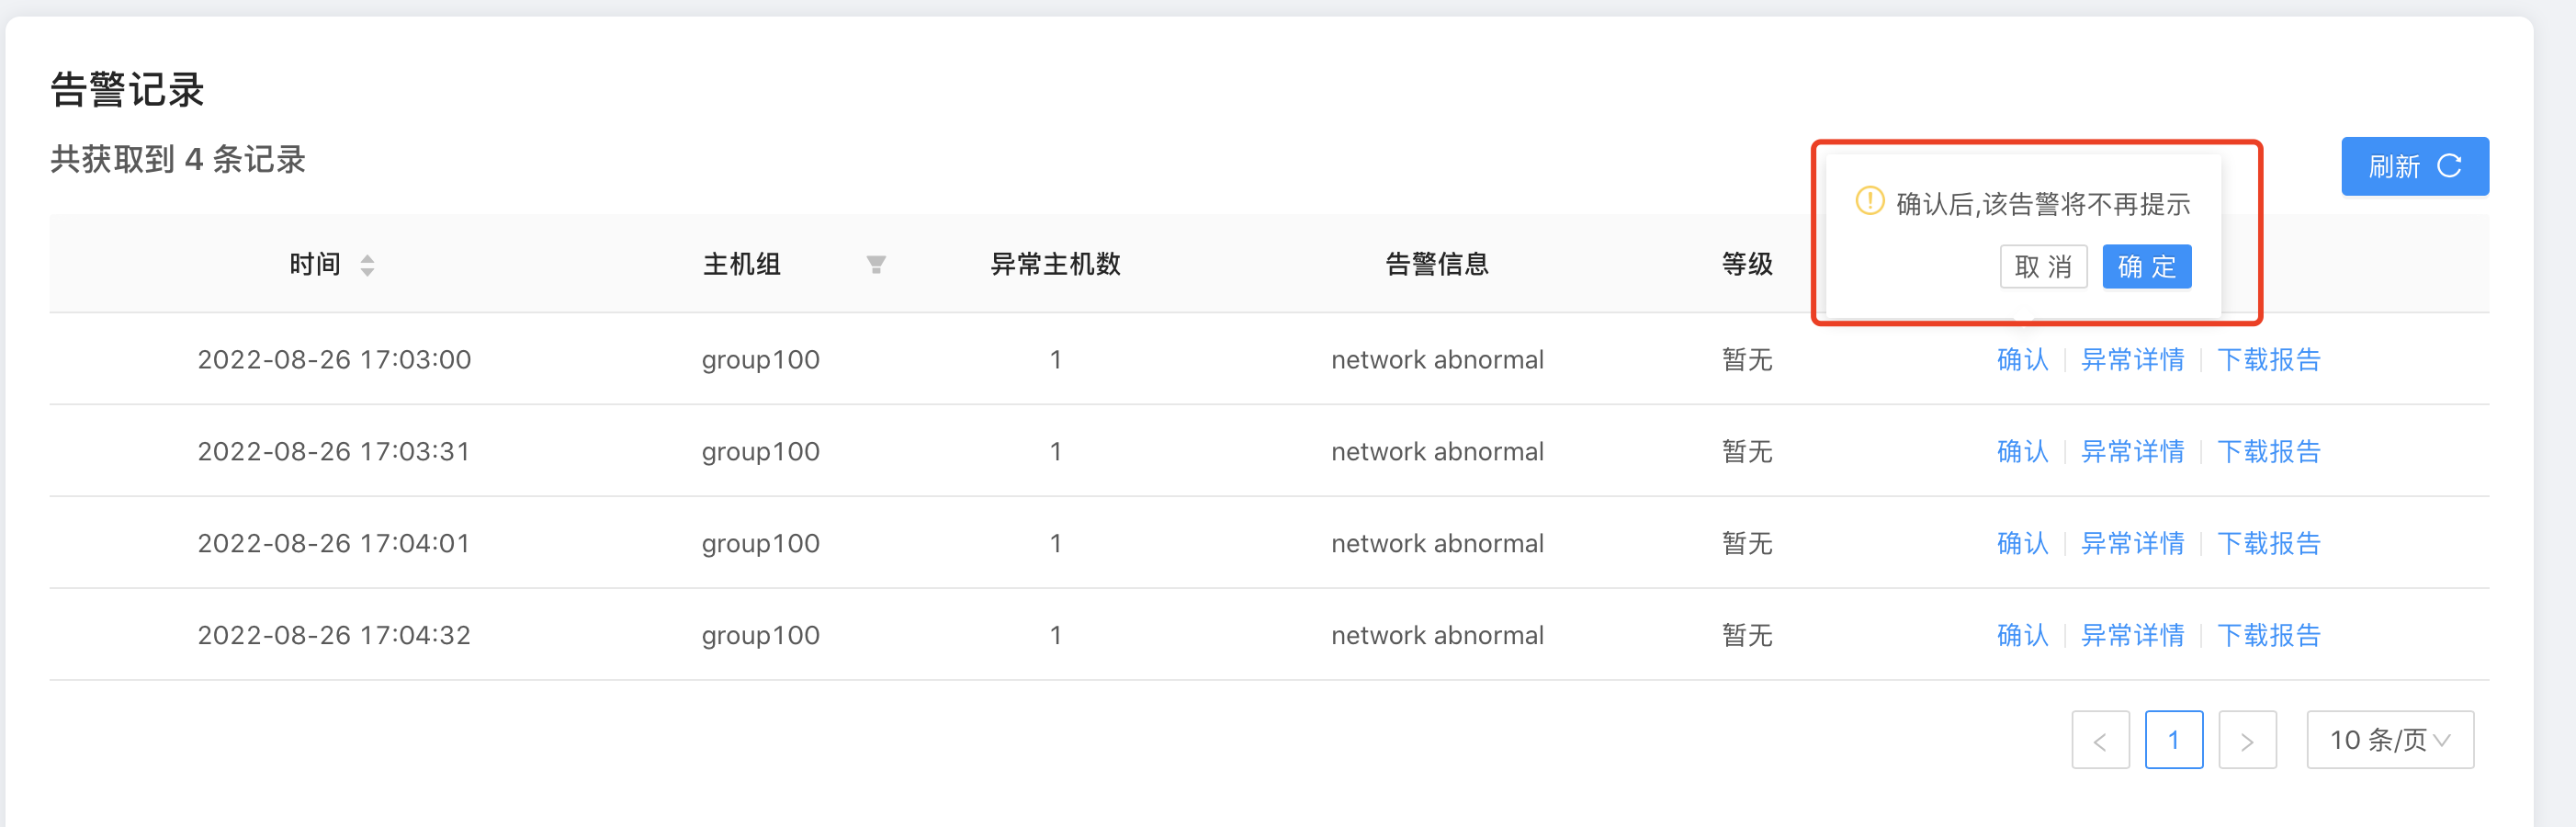 告警记录
共获取到 4 条记录
刷新
确认后,该告警将不再提示
取 消 确 定
时间 主机组 异常主机数 告警信息 等级
2022-08-26 17:03:00 group100 1 network abnormal 暂无 确认 异常详情 下载报告
2022-08-26 17:03:31 group100 1 network abnormal 暂无 确认 异常详情 下载报告
2022-08-26 17:04:01 group100 1 network abnormal 暂无 确认 异常详情 下载报告
2022-08-26 17:04:32 group100 1 network abnormal 暂无 确认 异常详情 下载报告
< 1 > 10 条/页